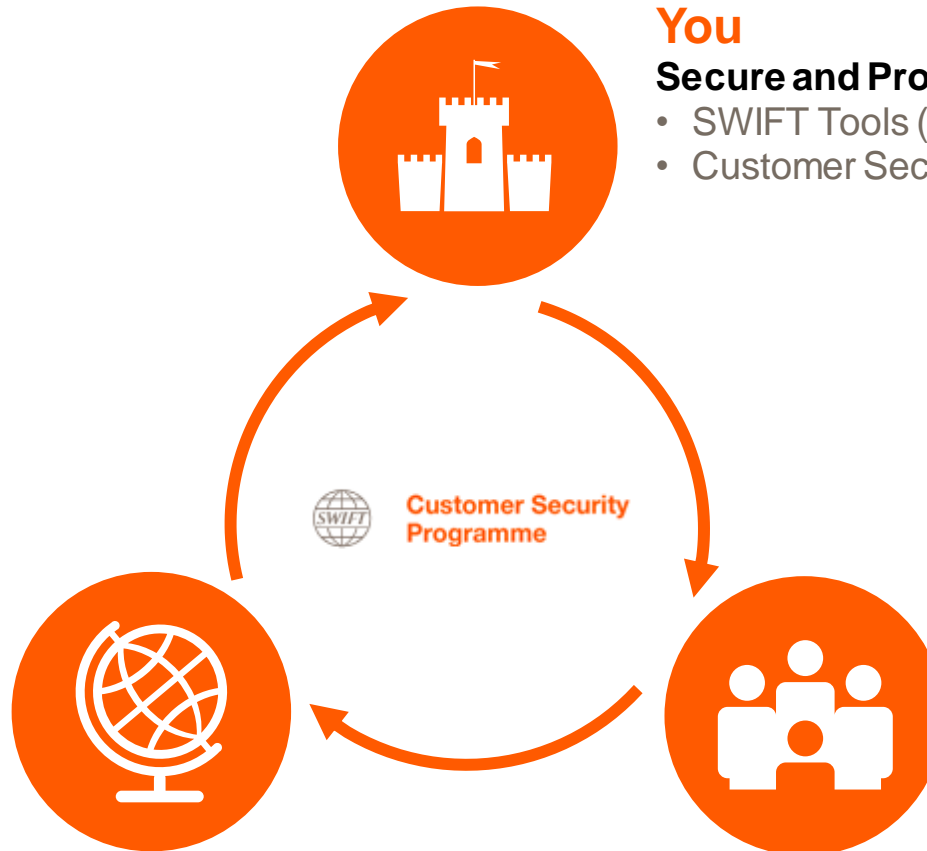 You
Secure and Pro
• SWIFT Tools (
• Customer Sec
SWIFT
Customer Security
Programme